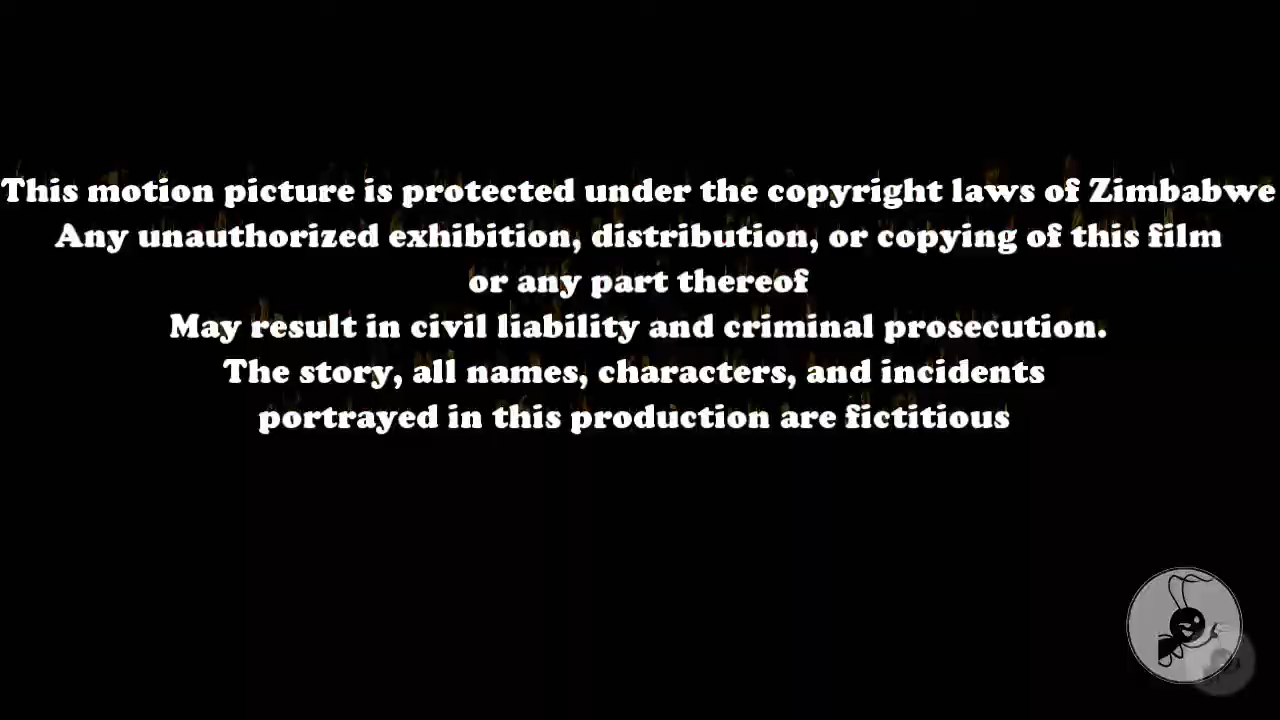 This motion picture is protected under the copyright laws of Zimbabwe
Any unauthorized exhibition, distribution, or copying of this film
or any part thereof
May result in civil liability and criminal prosecution.
The story, all names, characters, and incidents
portrayed in this production are fictitious